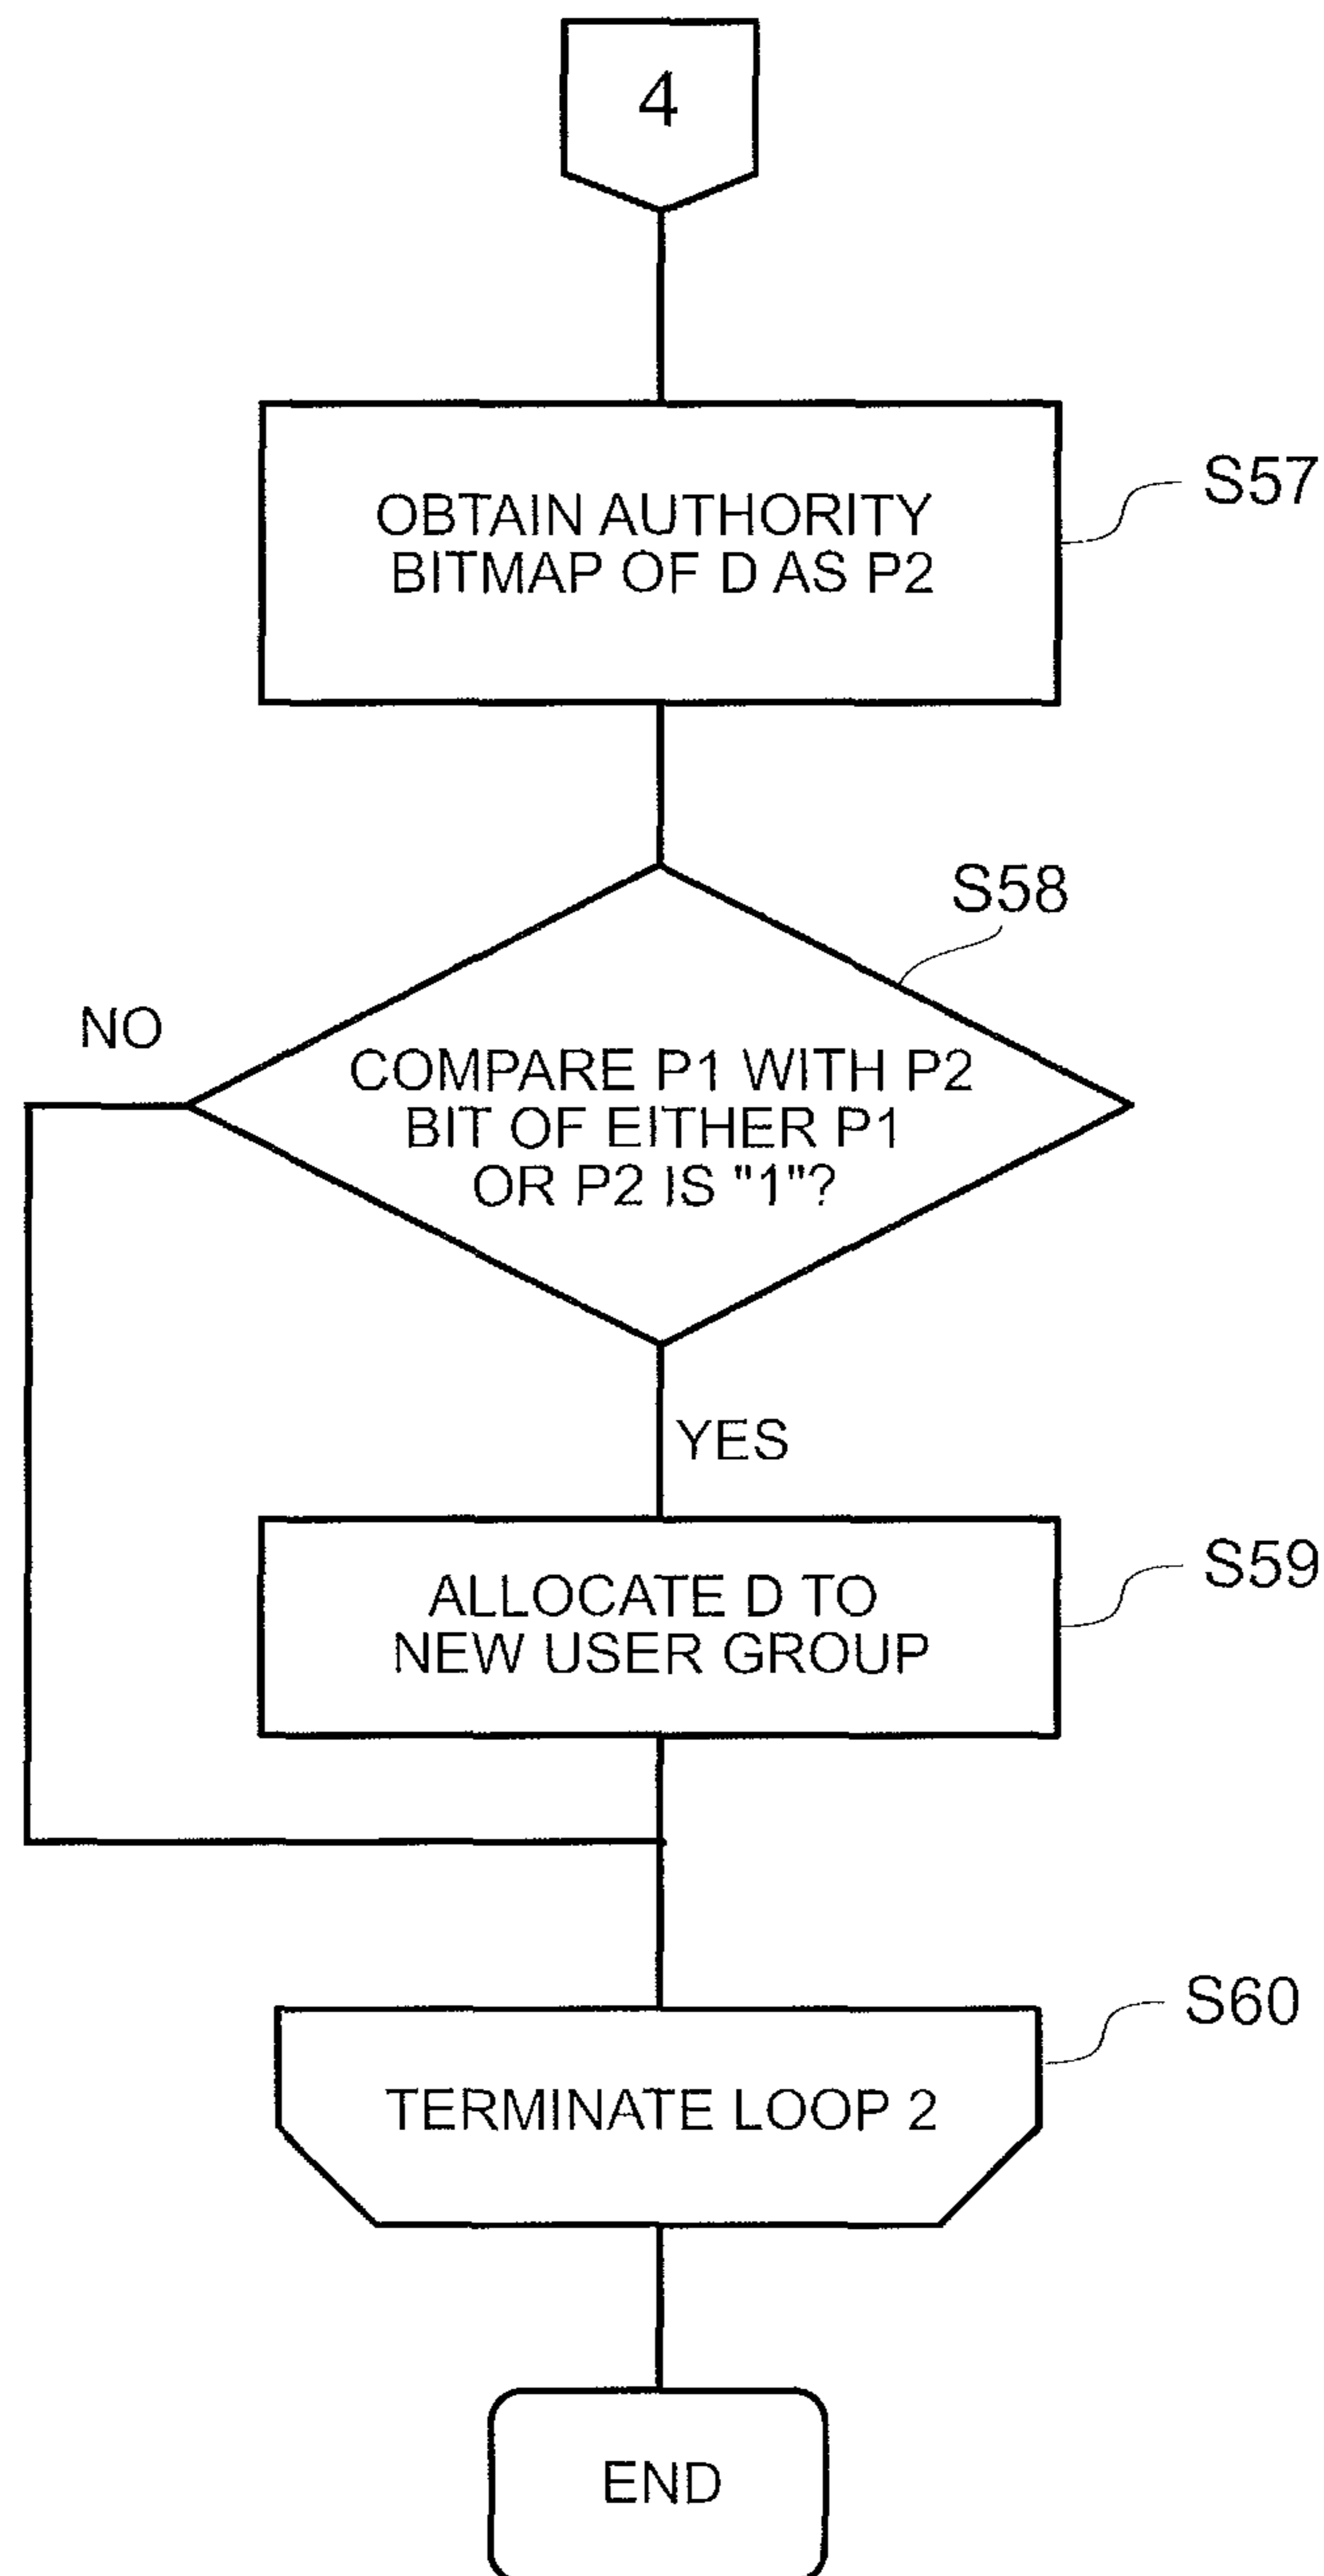 4
OBTAIN AUTHORITY
BITMAP OF D AS P2
S57
S58
NO
COMPARE P1 WITH P2
BIT OF EITHER P1
OR P2 IS "1"?
YES
ALLOCATE D TO
NEW USER GROUP
S59
TERMINATE LOOP 2
S60
END